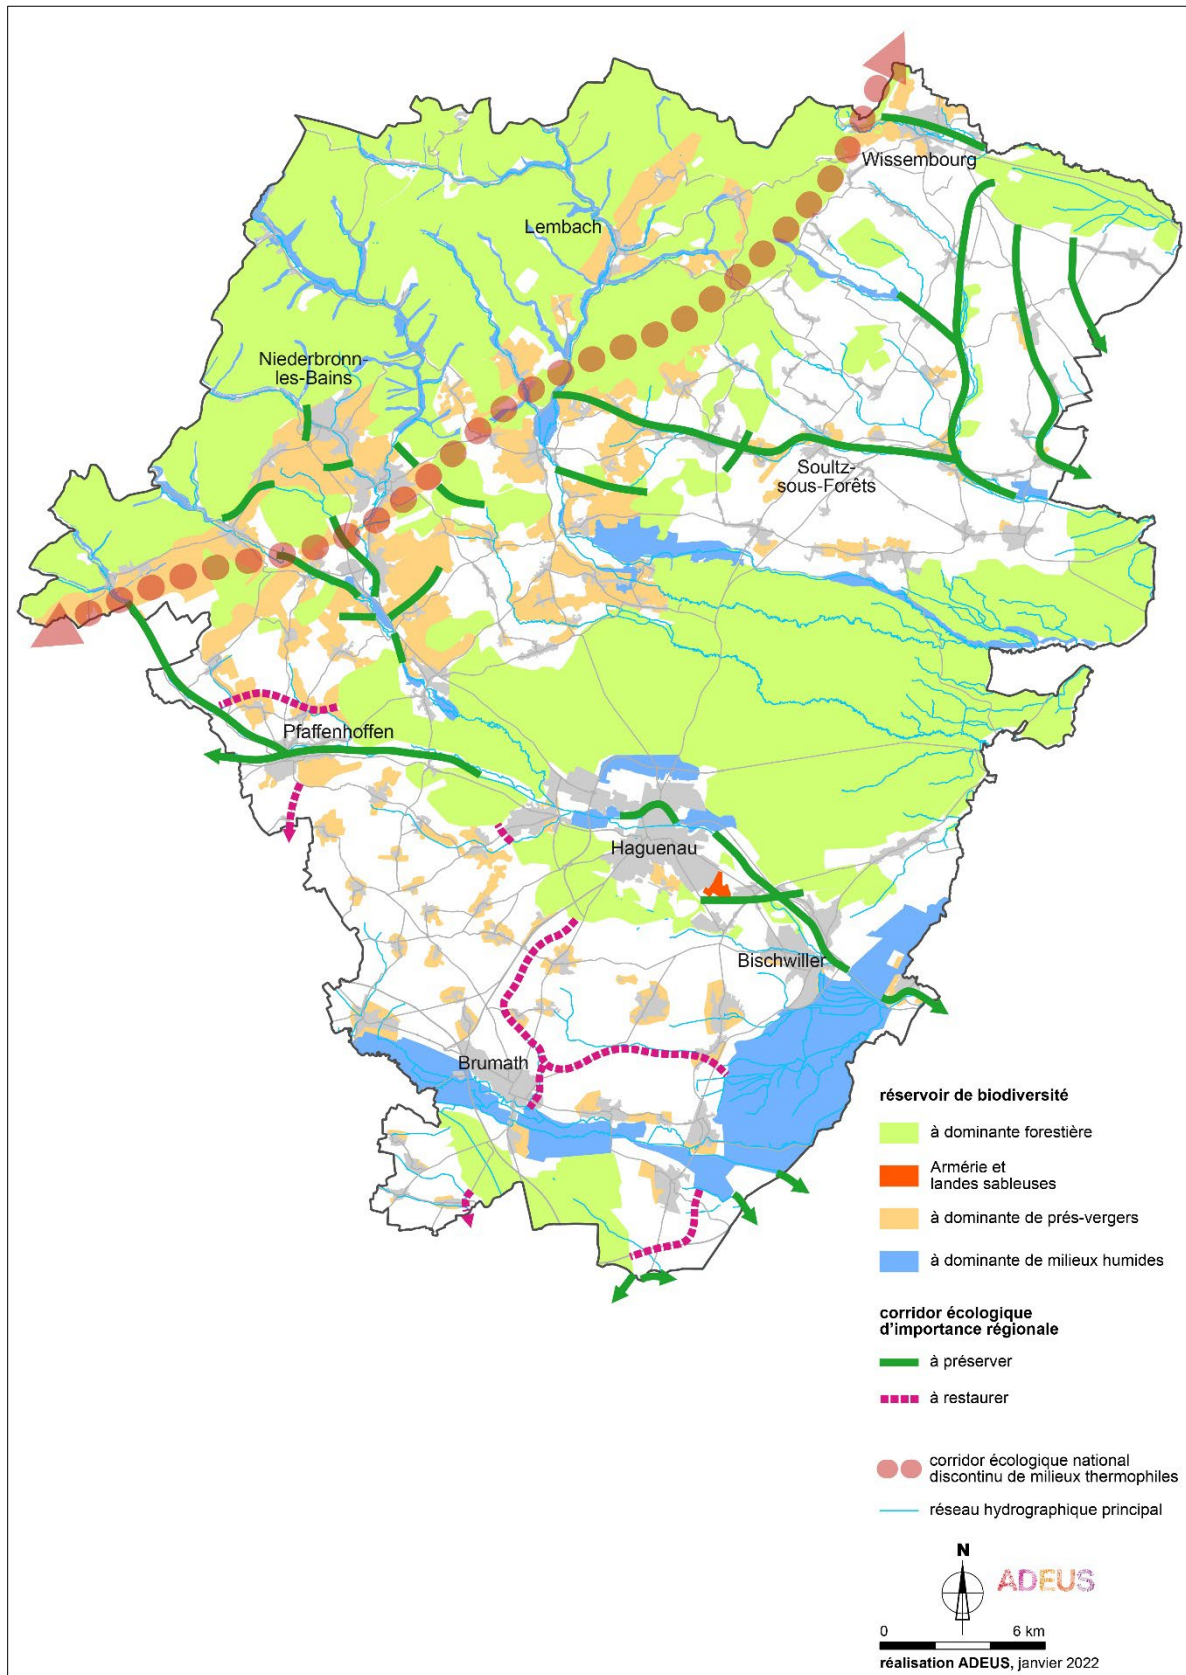 Wissembourg
Lembach
Niederbronn-
les-Bains
Soultz-
sous-Forêts
Pfaffenhoffen
Haguenau
Bischwiller
Brumath
réservoir de biodiversité
à dominante forestière
Armérie et
landes sableuses
à dominante de prés-vergers
à dominante de milieux humides
corridor écologique
d'importance régionale
à préserver
à restaurer
corridor écologique national
discontinu de milieux thermophiles
réseau hydrographique principal
N
ADEUS
0 6 km
réalisation ADEUS, janvier 2022